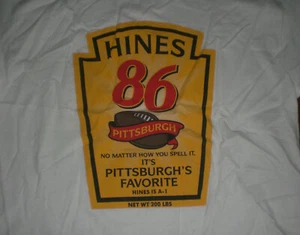 HINES
86
PITTSBURGH
NO MATTER HOW YOU SPELL IT,
IT'S
PITTSBURGH'S
FAVORITE
HINES IS A-1
NET WT 205 LBS